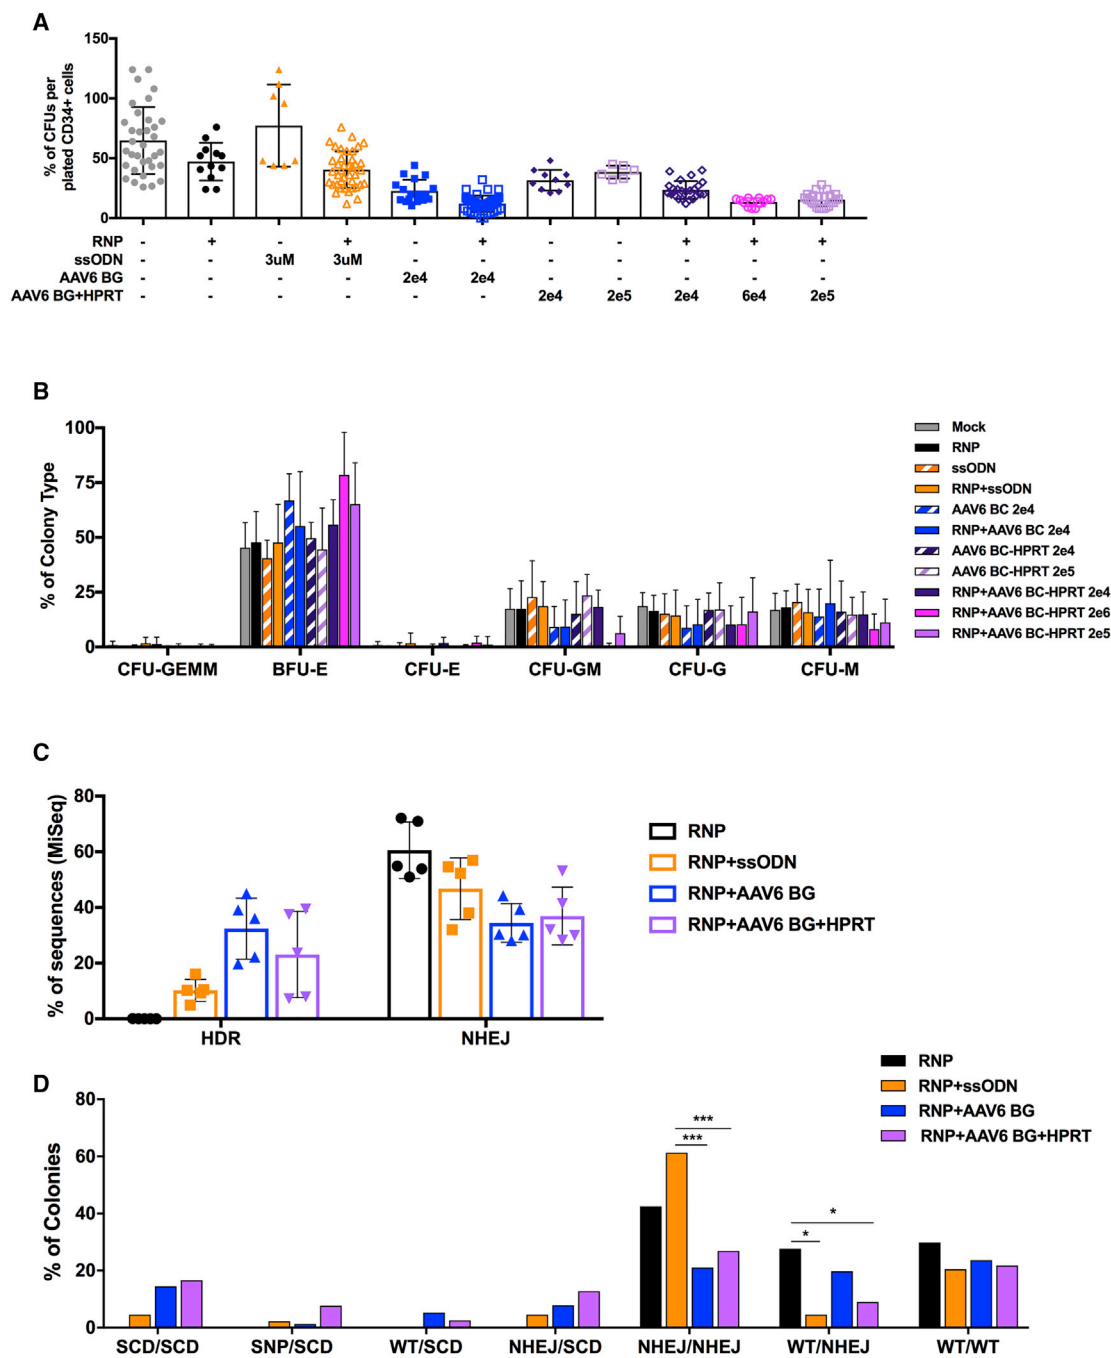 A
% of CFUs per
plated CD34+ cells
150
100
50
0
RNP - + - + - + - - + + +
ssODN - - 3uM 3uM - - - - - - -
AAV6 BG - - - - 2e4 2e4 - - - - -
AAV6 BG+HPRT - - - - - - 2e4 2e5 2e4 6e4 2e5
B
% of Colony Type
100
75
50
25
0
CFU-GEMM BFU-E CFU-E CFU-GM CFU-G CFU-M
Mock
RNP
ssODN
RNP+ssODN
AAV6 BC 2e4
RNP+AAV6 BC 2e4
AAV6 BC-HPRT 2e4
AAV6 BC-HPRT 2e5
RNP+AAV6 BC-HPRT 2e4
RNP+AAV6 BC-HPRT 2e6
RNP+AAV6 BC-HPRT 2e5
C
% of sequences (MiSeq)
80
60
40
20
0
HDR NHEJ
RNP
RNP+ssODN
RNP+AAV6 BG
RNP+AAV6 BG+HPRT
D
% of Colonies
80
60
40
20
0
*** 
***
*
*
SCD/SCD SNP/SCD WT/SCD NHEJ/SCD NHEJ/NHEJ WT/NHEJ WT/WT
RNP
RNP+ssODN
RNP+AAV6 BG
RNP+AAV6 BG+HPRT